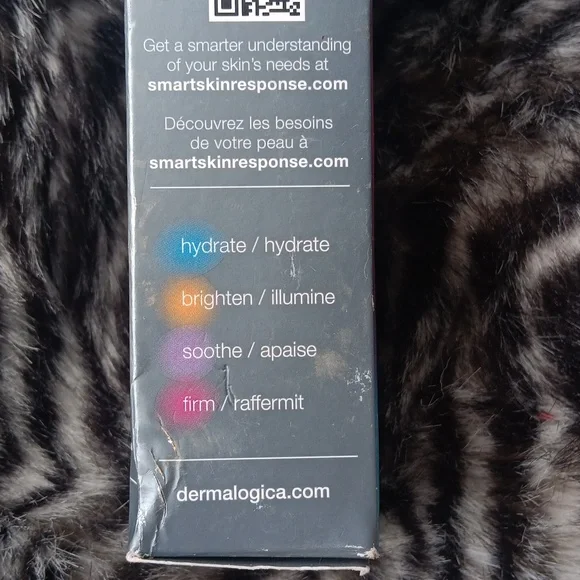 Get a smarter understanding
of your skin's needs at
smartskinresponse.com
Découvrez les besoins
de votre peau à
smartskinresponse.com
hydrate / hydrate
brighten / illumine
soothe / apaise
firm / raffermit
dermalogica.com